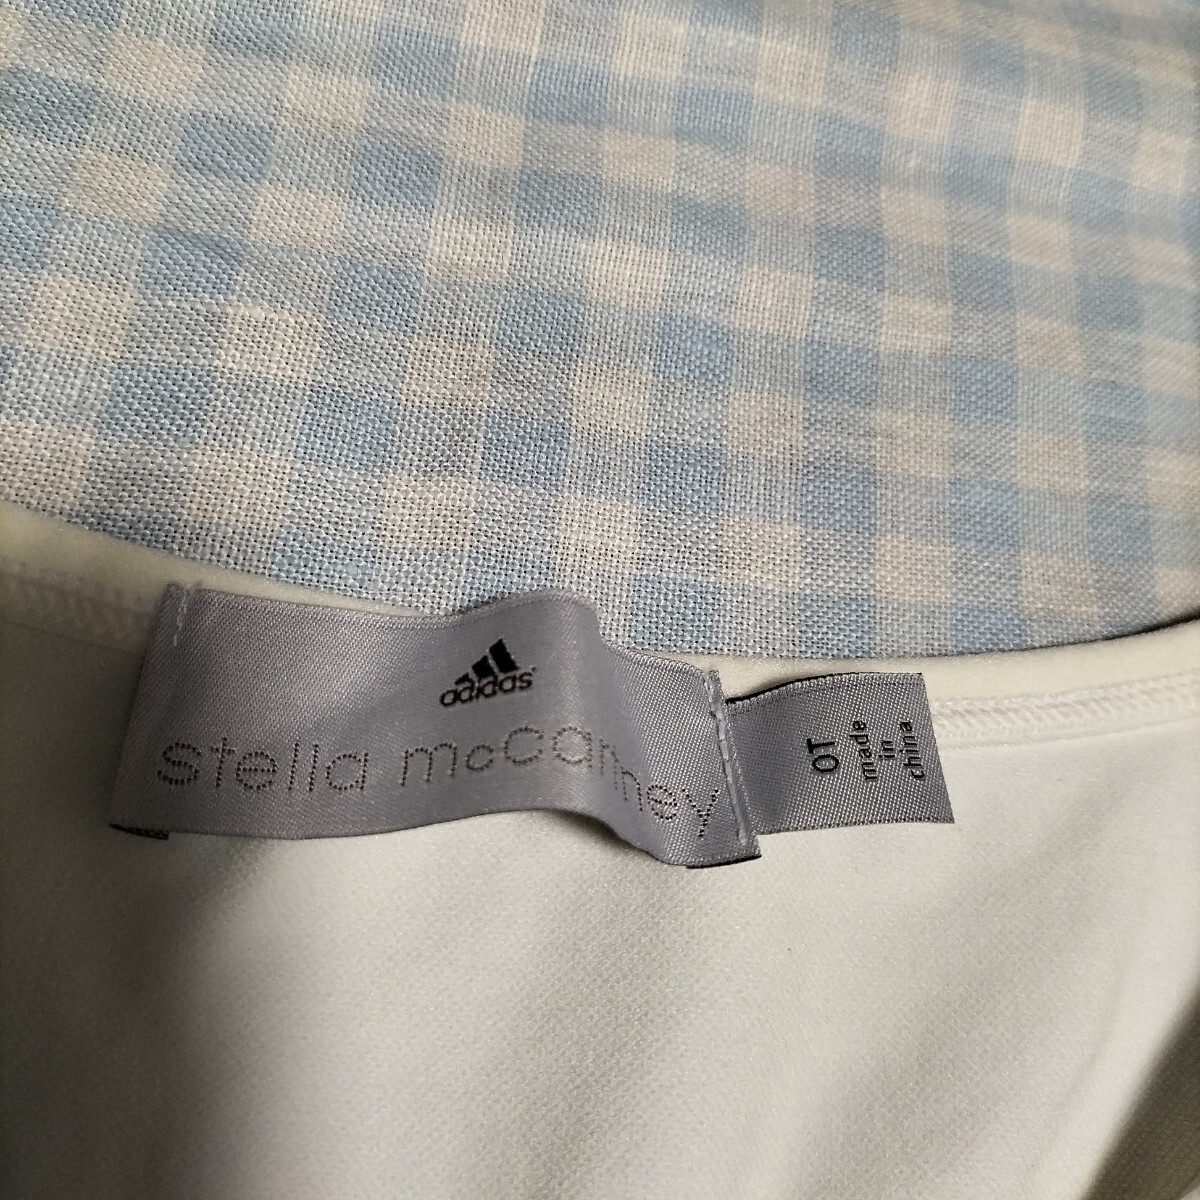 adidas
stella mccartney
OT
made
in
china